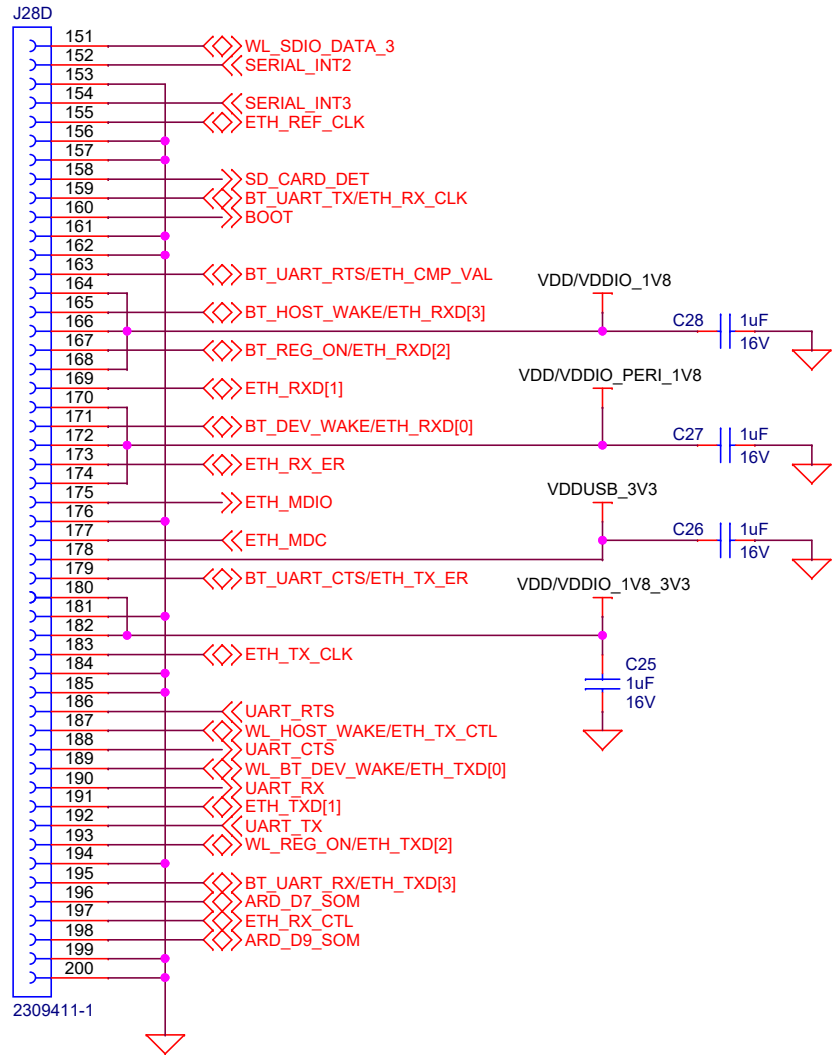 J28D
151 WL_SDIO_DATA_3
152 SERIAL_INT2
153
154 SERIAL_INT3
155 ETH_REF_CLK
156
157
158 SD_CARD_DET
159 BT_UART_TX/ETH_RX_CLK
160 BOOT
161
162
163 BT_UART_RTS/ETH_CMP_VAL
164 VDD/VDDIO_1V8
165 BT_HOST_WAKE/ETH_RXD[3]
166 C28 1uF
16V
167 BT_REG_ON/ETH_RXD[2]
168
169 ETH_RXD[1] VDD/VDDIO_PERI_1V8
170
171 BT_DEV_WAKE/ETH_RXD[0]
172 C27 1uF
16V
173 ETH_RX_ER
174
175 ETH_MDIO VDDUSB_3V3
176
177 ETH_MDC C26 1uF
16V
178
179 BT_UART_CTS/ETH_TX_ER VDD/VDDIO_1V8_3V3
180
181
182
183 ETH_TX_CLK C25
184 1uF
185 16V
186 UART_RTS
187 WL_HOST_WAKE/ETH_TX_CTL
188 UART_CTS
189 WL_BT_DEV_WAKE/ETH_TXD[0]
190 UART_RX
191 ETH_TXD[1]
192 UART_TX
193 WL_REG_ON/ETH_TXD[2]
194
195 BT_UART_RX/ETH_TXD[3]
196 ARD_D7_SOM
197 ETH_RX_CTL
198 ARD_D9_SOM
199
200
2309411-1